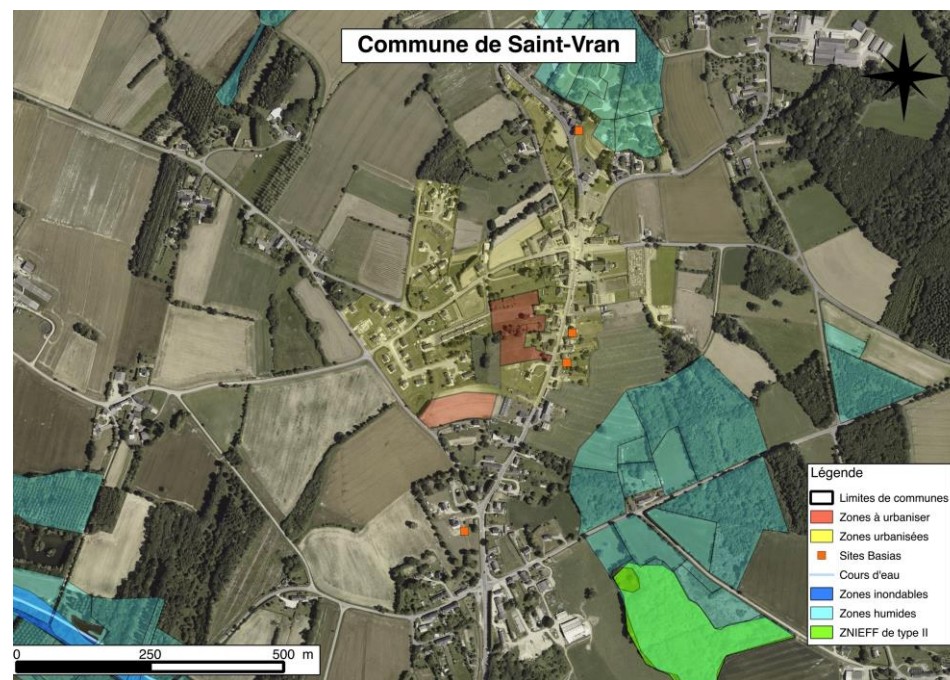 Commune de Saint-Vran
Légende
Limites de communes
Zones à urbaniser
Zones urbanisées
Sites Basias
Cours d'eau
Zones inondables
Zones humides
ZNIEFF de type II
0 250 500 m